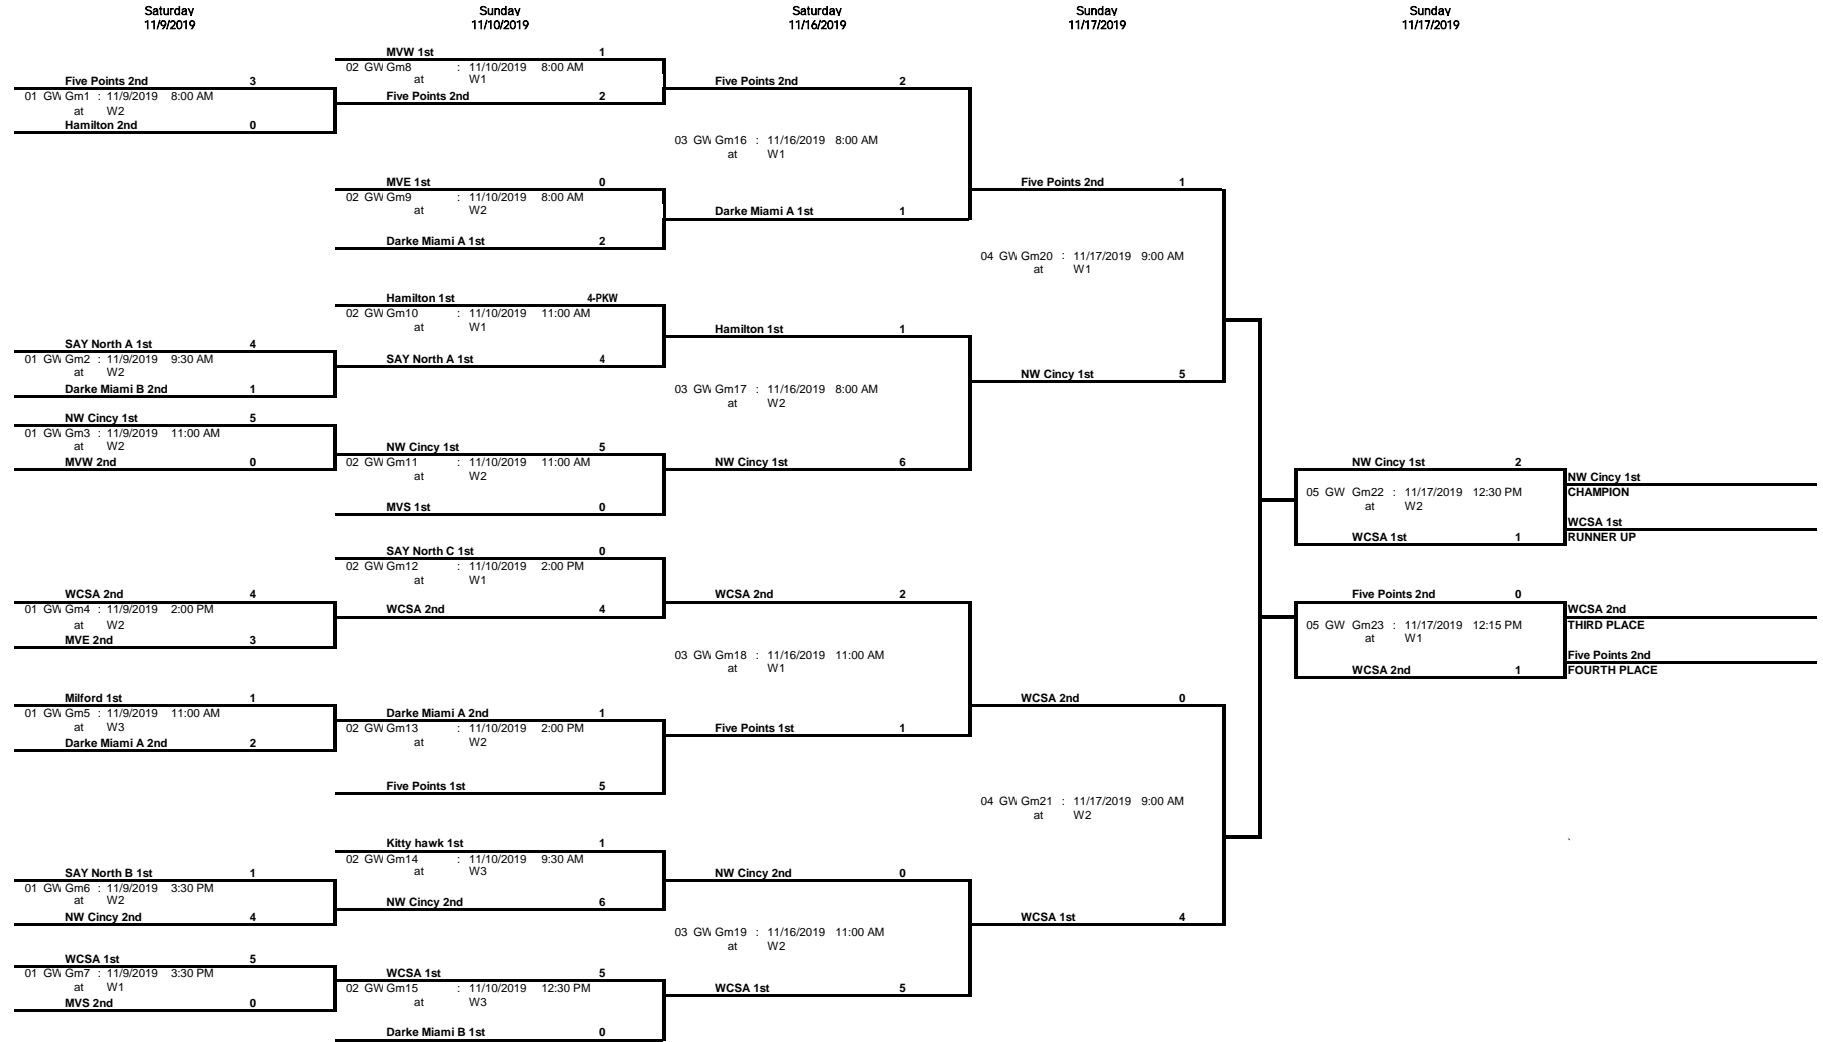 Saturday
11/9/2019
Sunday
11/10/2019
Saturday
11/16/2019
Sunday
11/17/2019
Sunday
11/17/2019
Five Points 2nd 3
01 GW Gm1 : 11/9/2019 8:00 AM
at W2
Hamilton 2nd 0
SAY North A 1st 4
01 GW Gm2 : 11/9/2019 9:30 AM
at W2
Darke Miami B 2nd 1
NW Cincy 1st 5
01 GW Gm3 : 11/9/2019 11:00 AM
at W2
MVW 2nd 0
WCSA 2nd 4
01 GW Gm4 : 11/9/2019 2:00 PM
at W2
MVE 2nd 3
Milford 1st 1
01 GW Gm5 : 11/9/2019 11:00 AM
at W3
Darke Miami A 2nd 2
SAY North B 1st 1
01 GW Gm6 : 11/9/2019 3:30 PM
at W2
NW Cincy 2nd 4
WCSA 1st 5
01 GW Gm7 : 11/9/2019 3:30 PM
at W1
MVS 2nd 0
MVW 1st 1
02 GW Gm8 : 11/10/2019 8:00 AM
at W1
Five Points 2nd 2
MVE 1st 0
02 GW Gm9 : 11/10/2019 8:00 AM
at W2
Darke Miami A 1st 2
Hamilton 1st 4-PKW
02 GW Gm10 : 11/10/2019 11:00 AM
at W1
SAY North A 1st 4
NW Cincy 1st 5
02 GW Gm11 : 11/10/2019 11:00 AM
at W2
MVS 1st 0
SAY North C 1st 0
02 GW Gm12 : 11/10/2019 2:00 PM
at W1
WCSA 2nd 4
Darke Miami A 2nd 1
02 GW Gm13 : 11/10/2019 2:00 PM
at W2
Five Points 1st 5
Kitty hawk 1st 1
02 GW Gm14 : 11/10/2019 9:30 AM
at W3
NW Cincy 2nd 6
WCSA 1st 5
02 GW Gm15 : 11/10/2019 12:30 PM
at W3
Darke Miami B 1st 0
Five Points 2nd 2
03 GW Gm16 : 11/16/2019 8:00 AM
at W1
Darke Miami A 1st 1
Hamilton 1st 1
03 GW Gm17 : 11/16/2019 8:00 AM
at W2
NW Cincy 1st 6
WCSA 2nd 2
03 GW Gm18 : 11/16/2019 11:00 AM
at W1
Five Points 1st 1
NW Cincy 2nd 0
03 GW Gm19 : 11/16/2019 11:00 AM
at W2
WCSA 1st 5
Five Points 2nd 1
04 GW Gm20 : 11/17/2019 9:00 AM
at W1
NW Cincy 1st 5
WCSA 2nd 0
04 GW Gm21 : 11/17/2019 9:00 AM
at W2
WCSA 1st 4
NW Cincy 1st 2
05 GW Gm22 : 11/17/2019 12:30 PM
at W2
WCSA 1st 1
Five Points 2nd 0
05 GW Gm23 : 11/17/2019 12:15 PM
at W1
WCSA 2nd 1
NW Cincy 1st
CHAMPION
WCSA 1st
RUNNER UP
WCSA 2nd
THIRD PLACE
Five Points 2nd
FOURTH PLACE